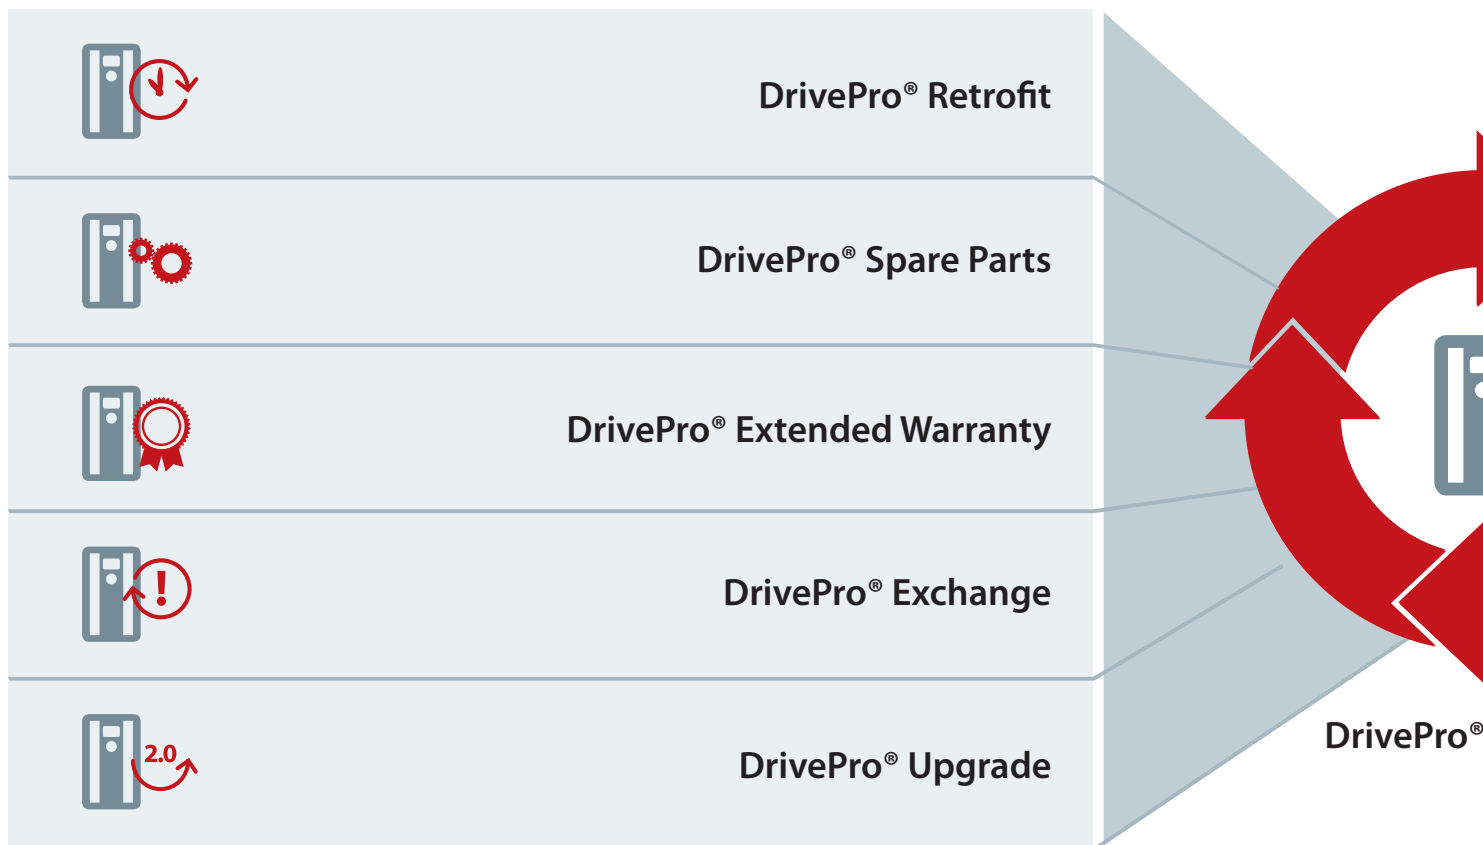 DrivePro® Retrofit
DrivePro® Spare Parts
DrivePro® Extended Warranty
DrivePro® Exchange
2.0
DrivePro® Upgrade
DrivePro®